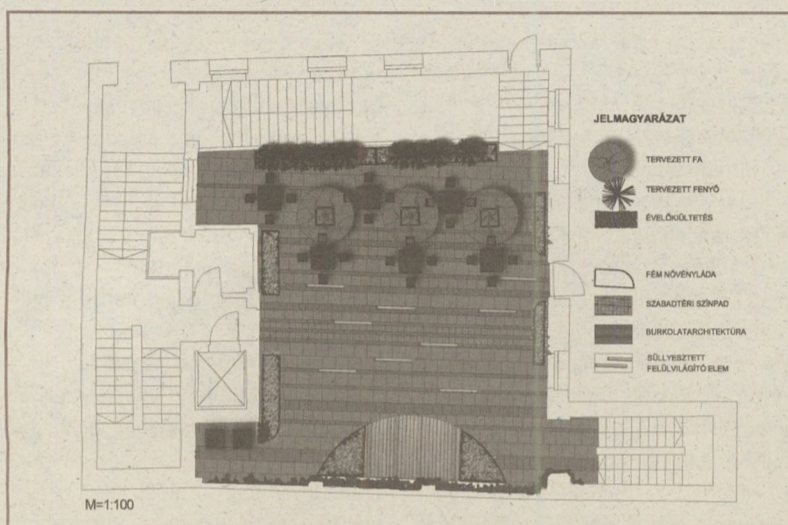 JELMAGYARÁZAT
TERVEZETT FA
TERVEZETT FENYŐ
ÉVELŐKIÜLTETÉS
FÉM NÖVÉNYLÁDA
SZABADTÉRI SZÍNPAD
BURKOLATARCHITEKTÚRA
SÜLLYESZTETT
FELÜLVILÁGÍTÓ ELEM
M=1:100